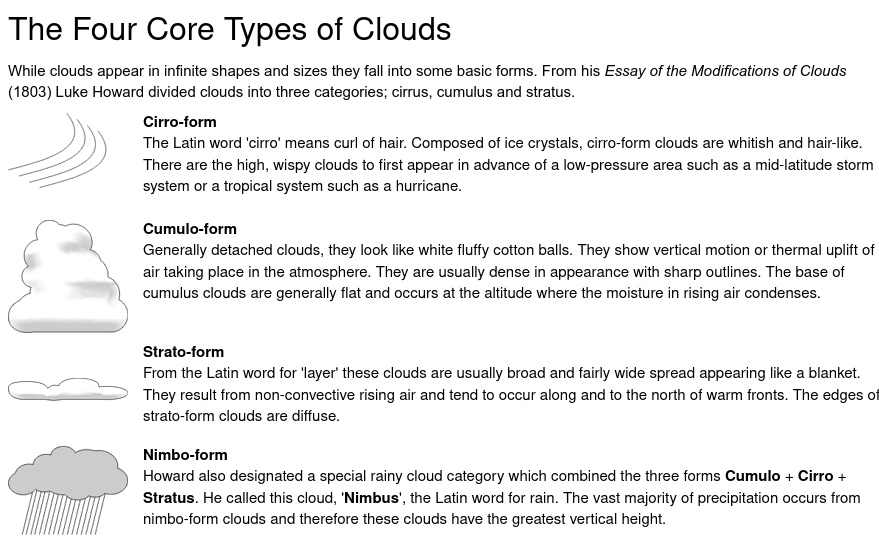 The Four Core Types of Clouds
While clouds appear in infinite shapes and sizes they fall into some basic forms. From his Essay of the Modifications of Clouds
(1803) Luke Howard divided clouds into three categories; cirrus, cumulus and stratus.
Cirro-form
The Latin word 'cirro' means curl of hair. Composed of ice crystals, cirro-form clouds are whitish and hair-like.
There are the high, wispy clouds to first appear in advance of a low-pressure area such as a mid-latitude storm
system or a tropical system such as a hurricane.
Cumulo-form
Generally detached clouds, they look like white fluffy cotton balls. They show vertical motion or thermal uplift of
air taking place in the atmosphere. They are usually dense in appearance with sharp outlines. The base of
cumulus clouds are generally flat and occurs at the altitude where the moisture in rising air condenses.
Strato-form
From the Latin word for 'layer' these clouds are usually broad and fairly wide spread appearing like a blanket.
They result from non-convective rising air and tend to occur along and to the north of warm fronts. The edges of
strato-form clouds are diffuse.
Nimbo-form
Howard also designated a special rainy cloud category which combined the three forms Cumulo + Cirro +
Stratus. He called this cloud, 'Nimbus', the Latin word for rain. The vast majority of precipitation occurs from
nimbo-form clouds and therefore these clouds have the greatest vertical height.